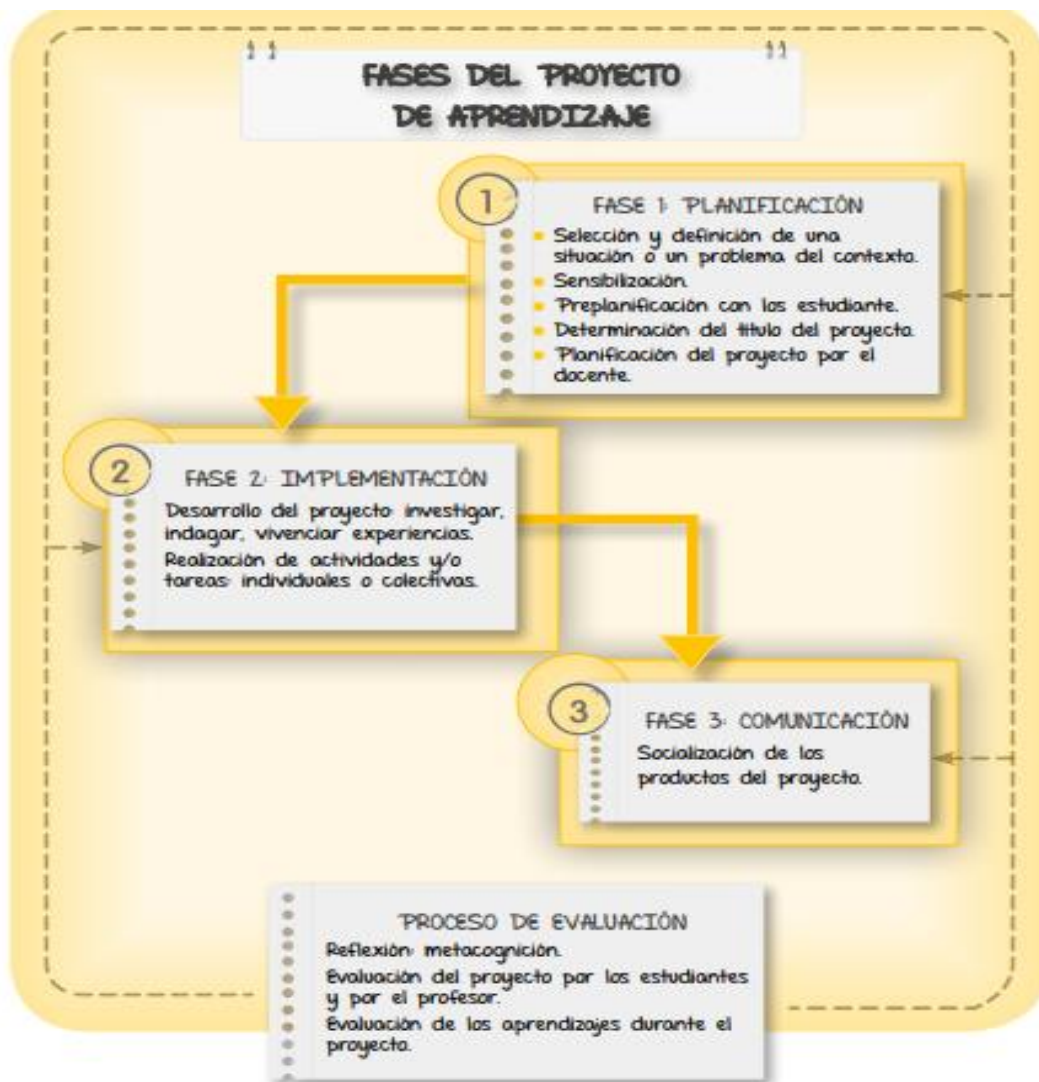 FASES DEL PROYECTO
DE APRENDIZAJE
1
FASE 1: PLANIFICACIÓN
Selección y definición de una
situación o un problema del contexto.
Sensibilización.
Preplanificación con los estudiante.
Determinación del título del proyecto.
Planificación del proyecto por el
docente.
2
FASE 2: IMPLEMENTACIÓN
Desarrollo del proyecto: investigar,
indagar, vivenciar experiencias.
Realización de actividades y/o
tareas: individuales o colectivas.
3
FASE 3: COMUNICACIÓN
Socialización de los
productos del proyecto.
PROCESO DE EVALUACIÓN
Reflexión: metacognición.
Evaluación del proyecto por los estudiantes
y por el profesor.
Evaluación de los aprendizajes durante el
proyecto.